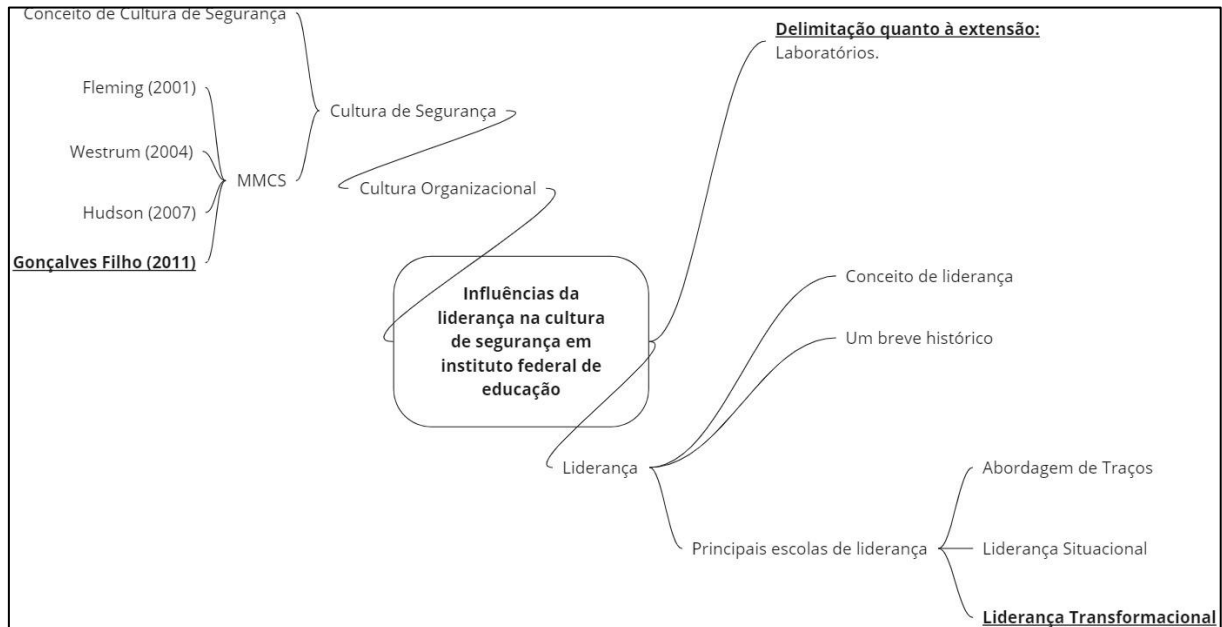 Conceito de Cultura de Segurança
Fleming (2001)
Westrum (2004)
Hudson (2007)
Gonçalves Filho (2011)
MMCS
Cultura de Segurança
Cultura Organizacional
Influências da
liderança na cultura
de segurança em
instituto federal de
educação
Delimitação quanto à extensão:
Laboratórios.
Liderança
Conceito de liderança
Um breve histórico
Principais escolas de liderança
Abordagem de Traços
Liderança Situacional
Liderança Transformacional